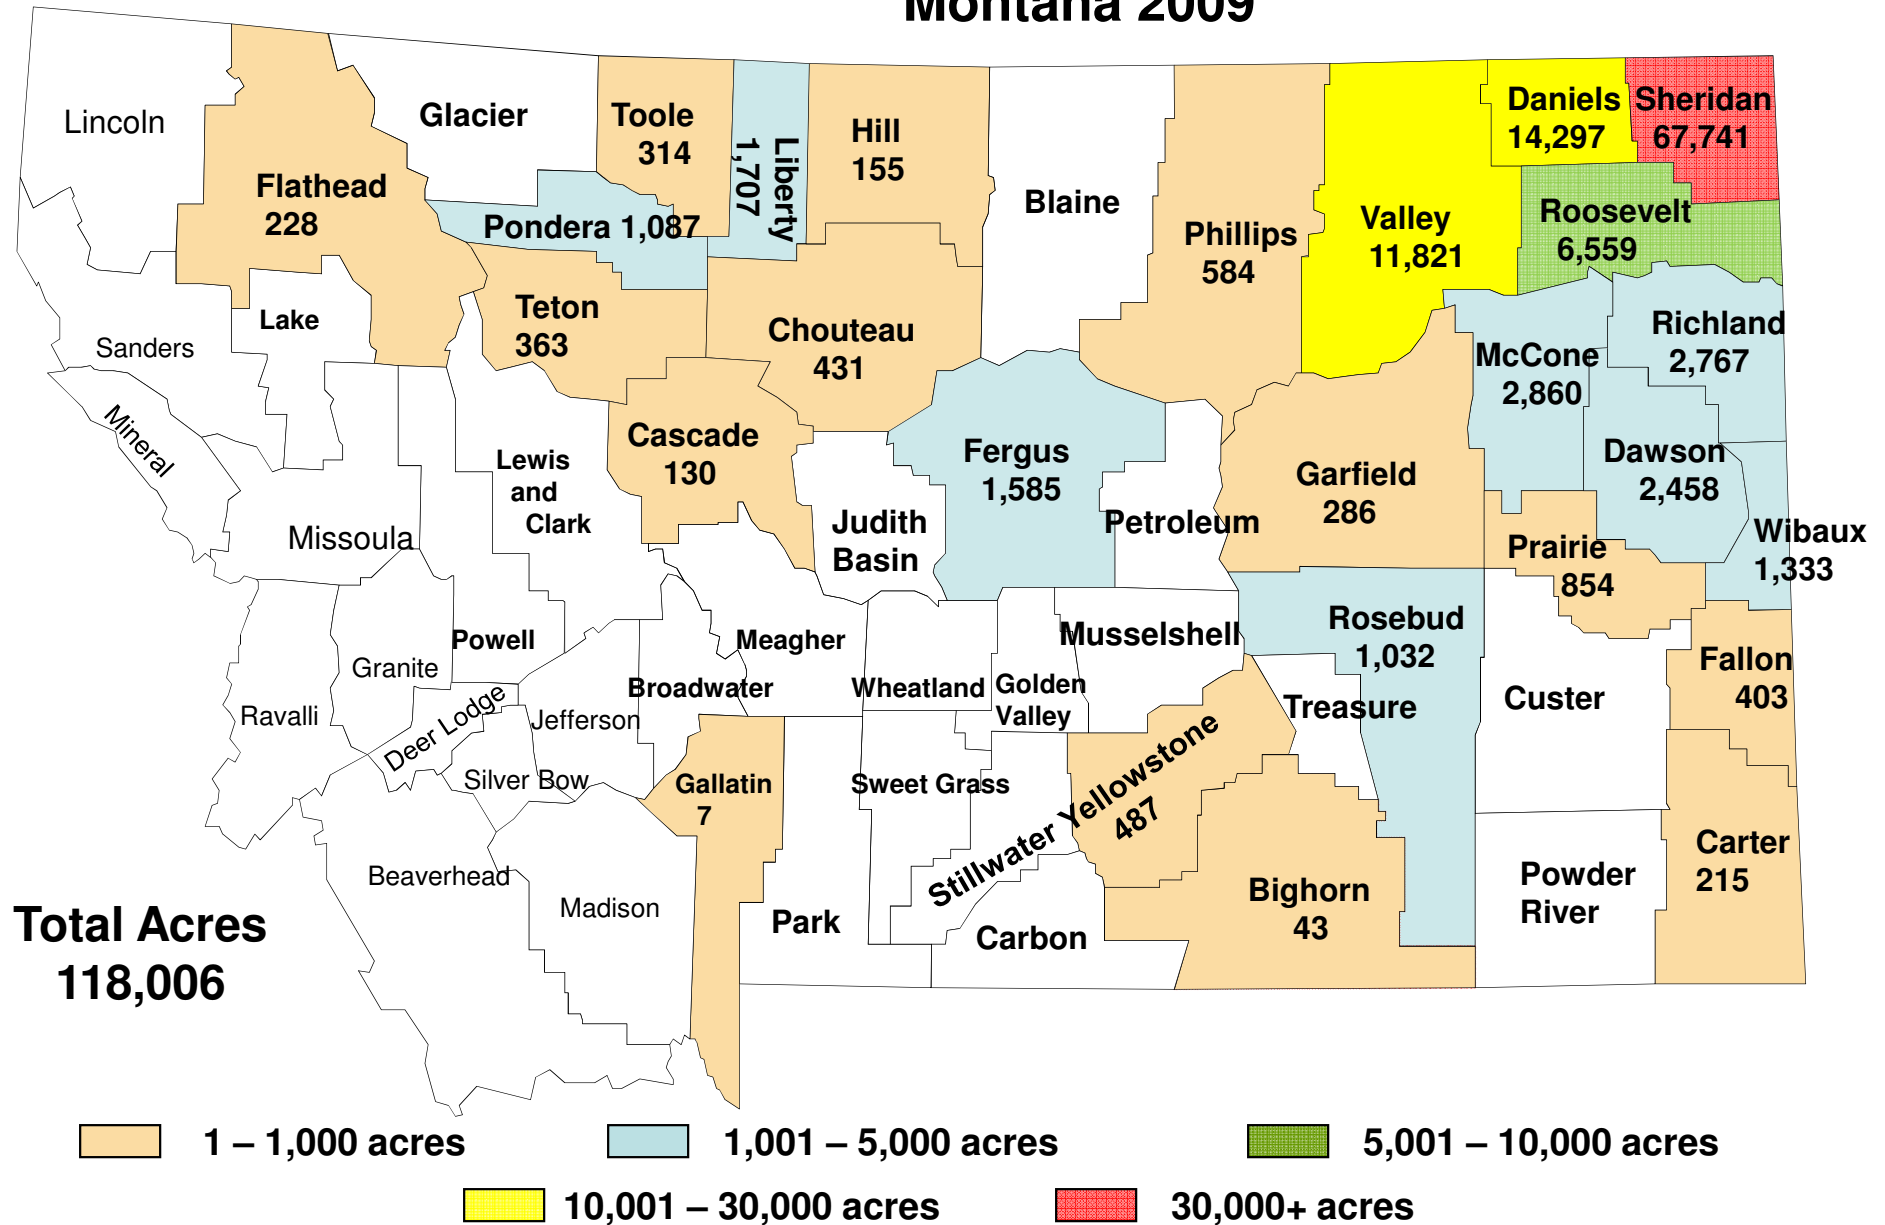 Montana 2009
Lincoln
Flathead
228
Glacier
Toole
314
Liberty
1,707
Hill
155
Blaine
Phillips
584
Valley
11,821
Daniels
14,297
Sheridan
67,741
Roosevelt
6,559
Pondera 1,087
Teton
363
Chouteau
431
Lake
Sanders
Mineral
Missoula
Lewis
and
Clark
Cascade
130
Judith
Basin
Fergus
1,585
Petroleum
Garfield
286
McCone
2,860
Richland
2,767
Dawson
2,458
Wibaux
1,333
Prairie
854
Powell
Granite
Ravalli
Deer Lodge
Silver Bow
Jefferson
Broadwater
Meagher
Wheatland
Golden
Valley
Musselshell
Rosebud
1,032
Treasure
Custer
Fallon
403
Gallatin
7
Sweet Grass
Stillwater
Yellowstone
487
Bighorn
43
Powder
River
Carter
215
Beaverhead
Madison
Park
Carbon
Total Acres
118,006
1 – 1,000 acres
1,001 – 5,000 acres
5,001 – 10,000 acres
10,001 – 30,000 acres
30,000+ acres